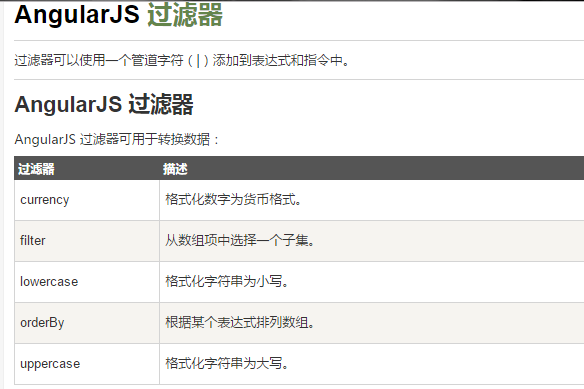 AngularJS 过滤器
过滤器可以使用一个管道字符 ( | ) 添加到表达式和指令中。
AngularJS 过滤器
AngularJS 过滤器可用于转换数据：
过滤器 描述
currency 格式化数字为货币格式。
filter 从数组项中选择一个子集。
lowercase 格式化字符串为小写。
orderBy 根据某个表达式排列数组。
uppercase 格式化字符串为大写。